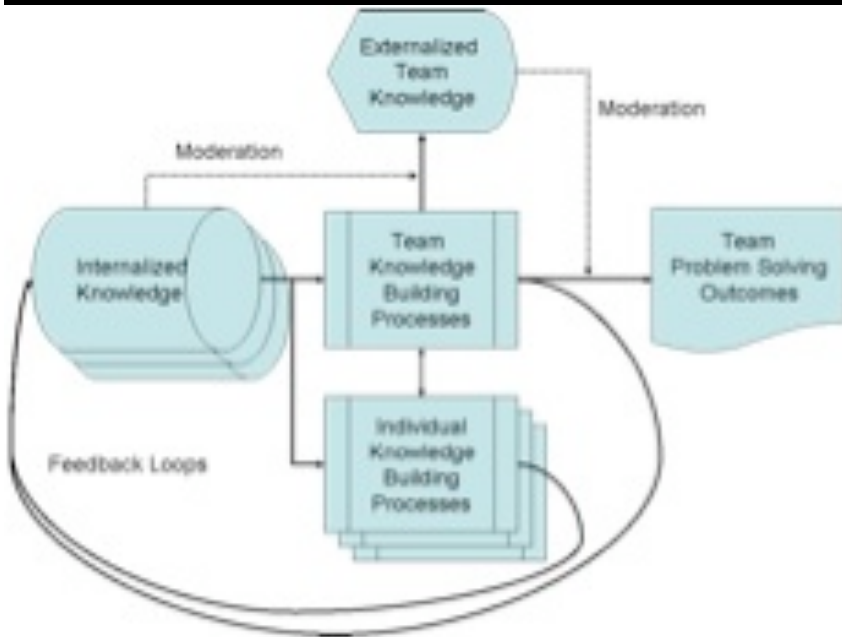 Externalized
Team
Knowledge
Moderation
Moderation
Internalized
Knowledge
Team
Knowledge
Building
Processes
Team
Problem Solving
Outcomes
Individual
Knowledge
Building
Processes
Feedback Loops